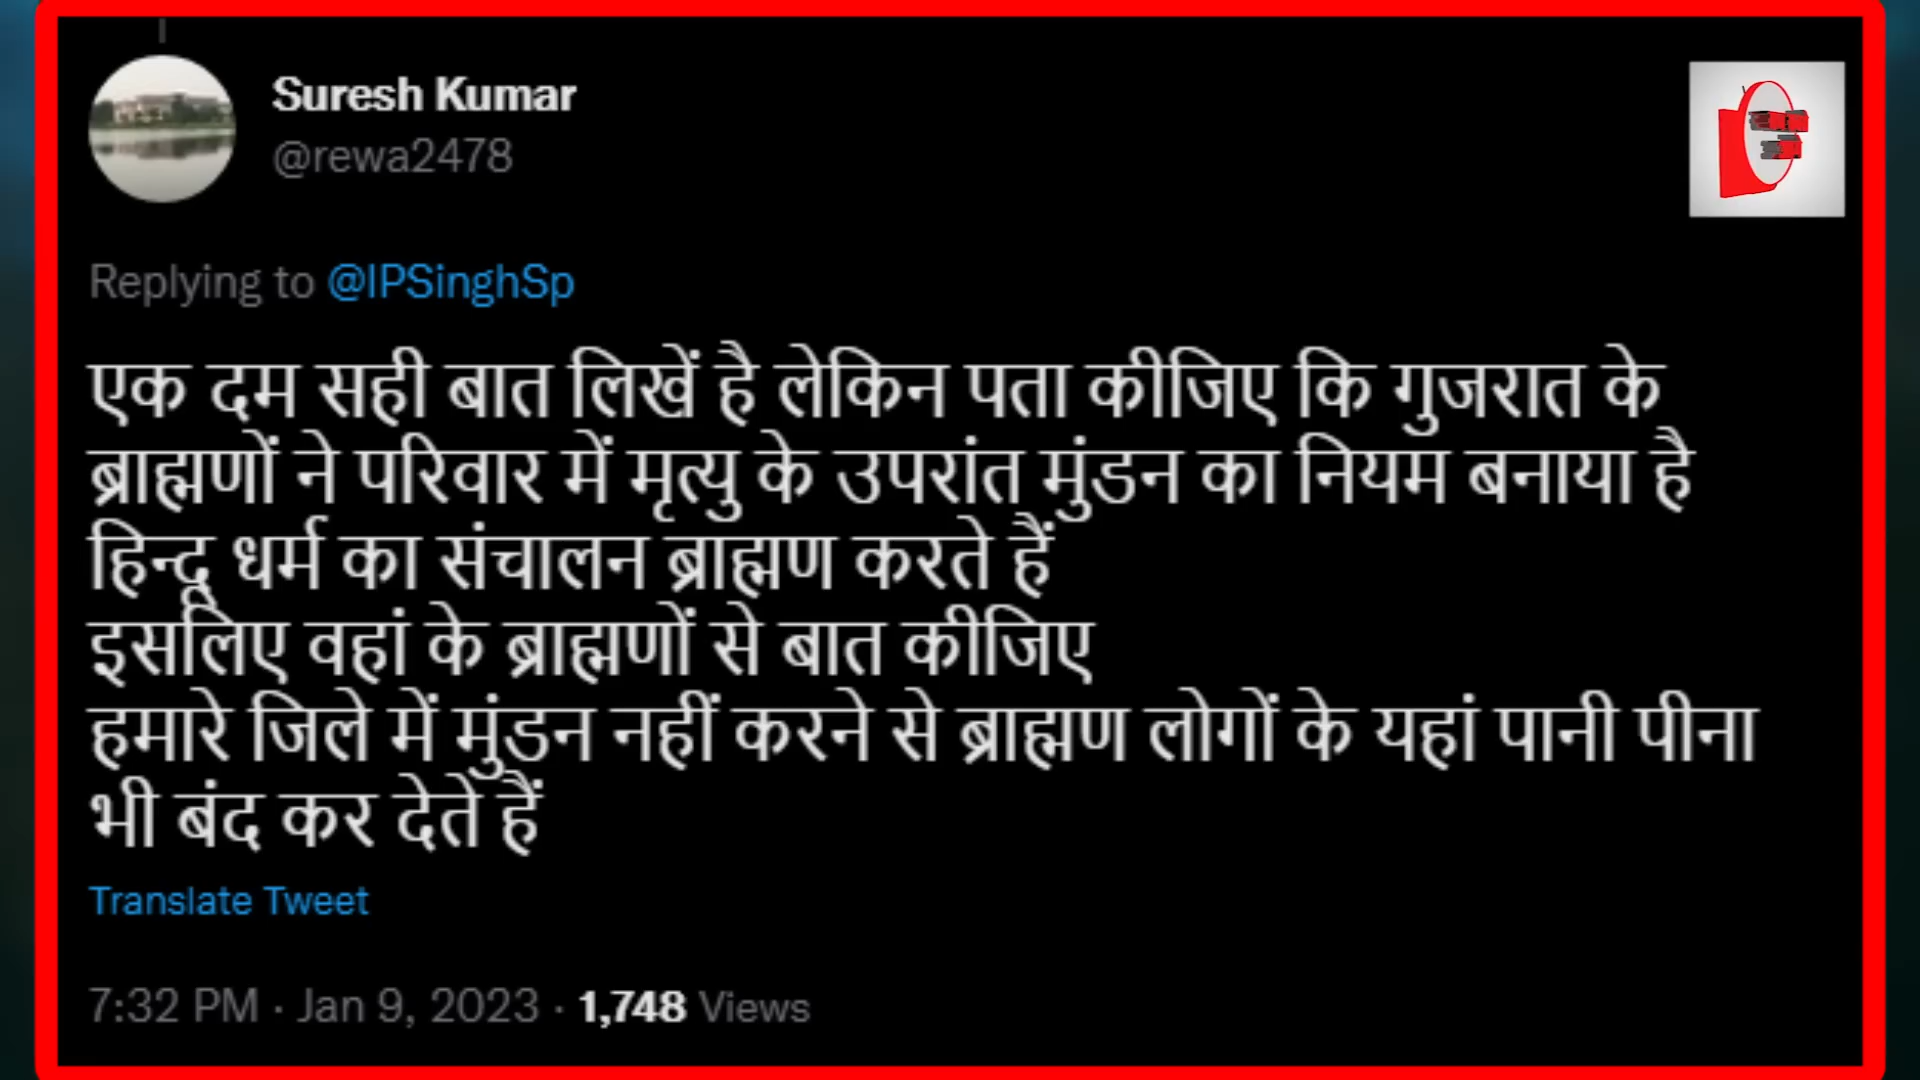 Suresh Kumar
@rewa2478
Replying to @IPSinghSp
एक दम सही बात लिखें है लेकिन पता कीजिए कि गुजरात के
ब्राह्मणों ने परिवार में मृत्यु के उपरांत मुंडन का नियम बनाया है
हिन्दू धर्म का संचालन ब्राह्मण करते हैं
इसलिए वहां के ब्राह्मणों से बात कीजिए
हमारे जिले में मुंडन नहीं करने से ब्राह्मण लोगों के यहां पानी पीना
भी बंद कर देते हैं
Translate Tweet
7:32 PM · Jan 9, 2023 · 1,748 Views